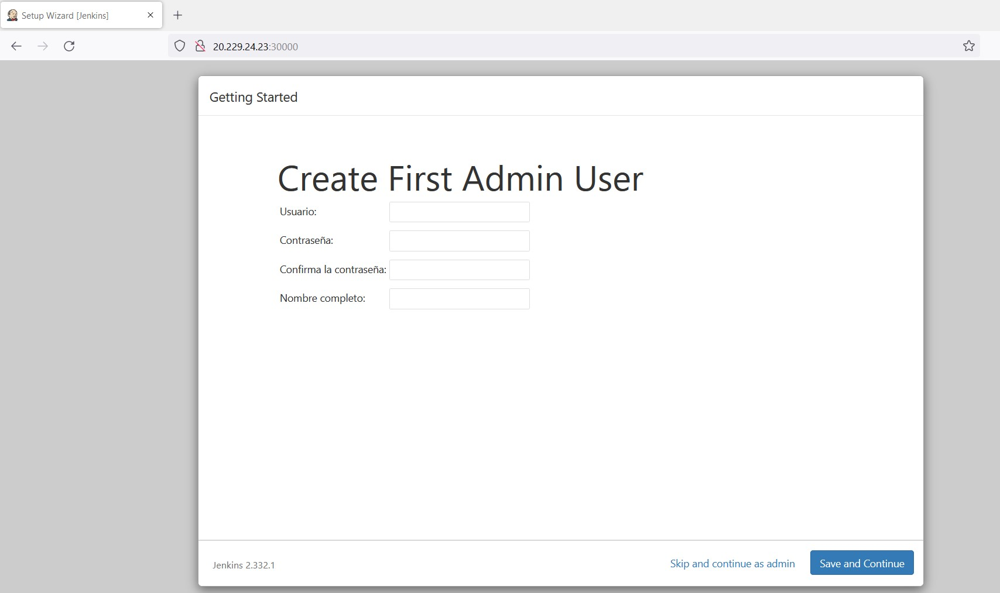 Setup Wizard [Jenkins]
20.229.24.23:30000
Getting Started
Create First Admin User
Usuario:
Contraseña:
Confirma la contraseña:
Nombre completo:
Jenkins 2.332.1
Skip and continue as admin
Save and Continue